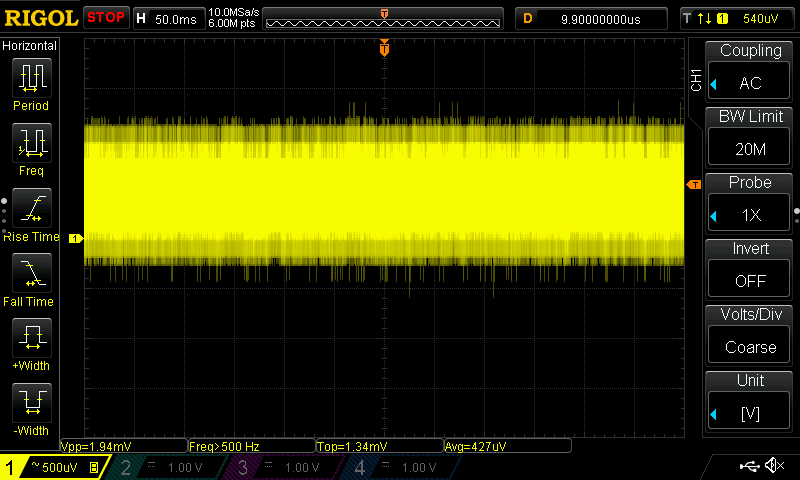 RIGOL STOP H 50.0ms 10.0MSa/s 6.00M pts T D 9.90000000us T 1 540uV
Horizontal
Period
Freq
Rise Time
Fall Time
+Width
-Width
T
T
1
CH1
Coupling
AC
BW Limit
20M
Probe
1X
Invert
OFF
Volts/Div
Coarse
Unit
[V]
Vpp=1.94mV Freq>500 Hz Top=1.34mV Avg=427uV
1 ~ 500uV B 2 1.00 V 3 1.00 V 4 1.00 V